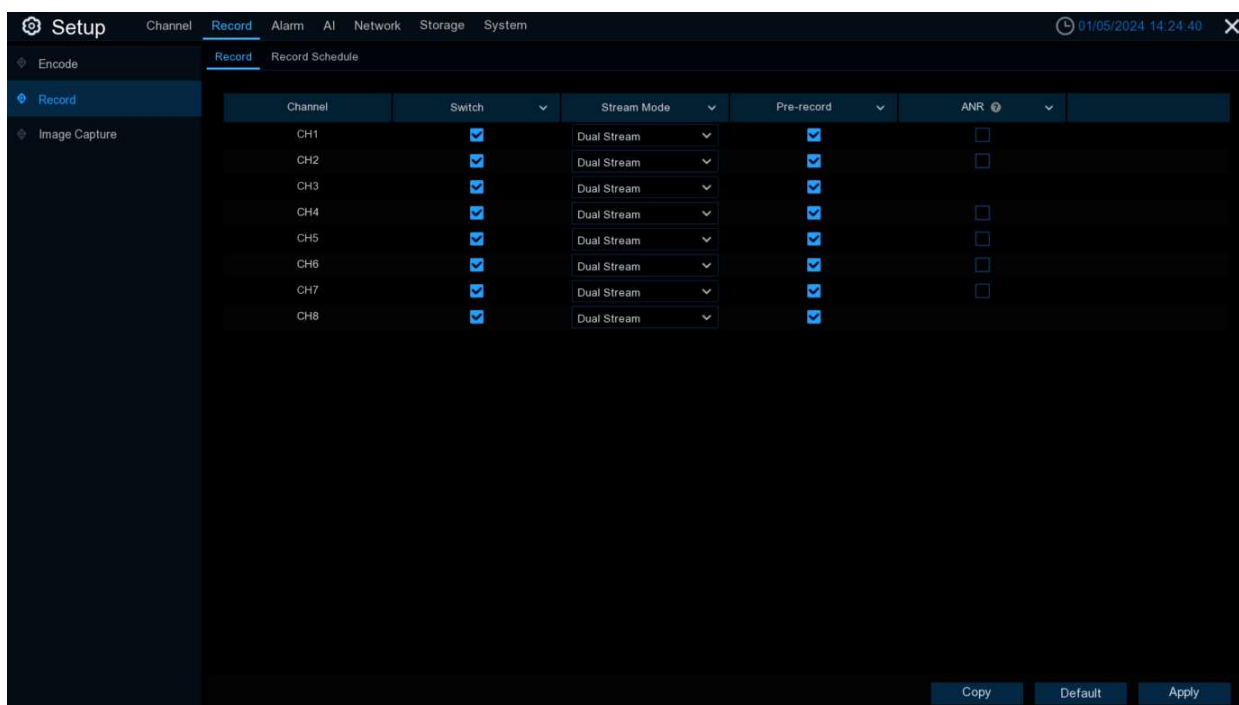 Setup Channel Record Alarm AI Network Storage System 01/05/2024 14:24:40
Encode
Record
Image Capture
Record Record Schedule
Channel Switch Stream Mode Pre-record ANR
CH1 Dual Stream
CH2 Dual Stream
CH3 Dual Stream
CH4 Dual Stream
CH5 Dual Stream
CH6 Dual Stream
CH7 Dual Stream
CH8 Dual Stream
Copy Default Apply